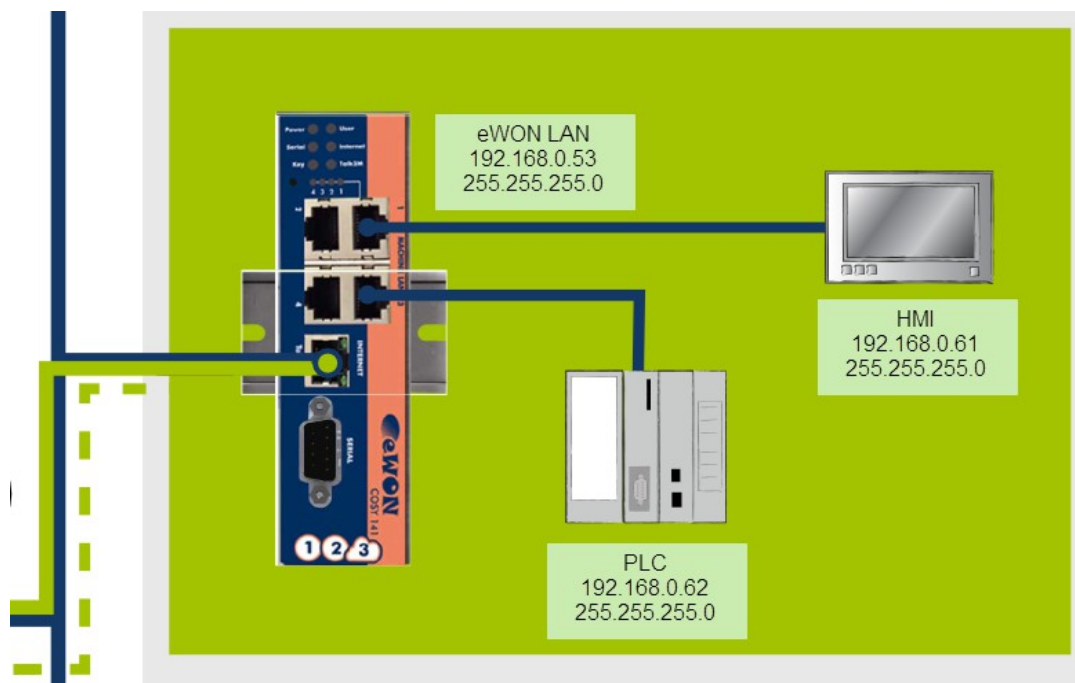 Power User
Serial Internet
Key Talk2M
4 3 2 1
eWON LAN
192.168.0.53
255.255.255.0
1
4
INTERNET
SERIAL
eWON
COSY 141
1 2 3
HMI
192.168.0.61
255.255.255.0
PLC
192.168.0.62
255.255.255.0